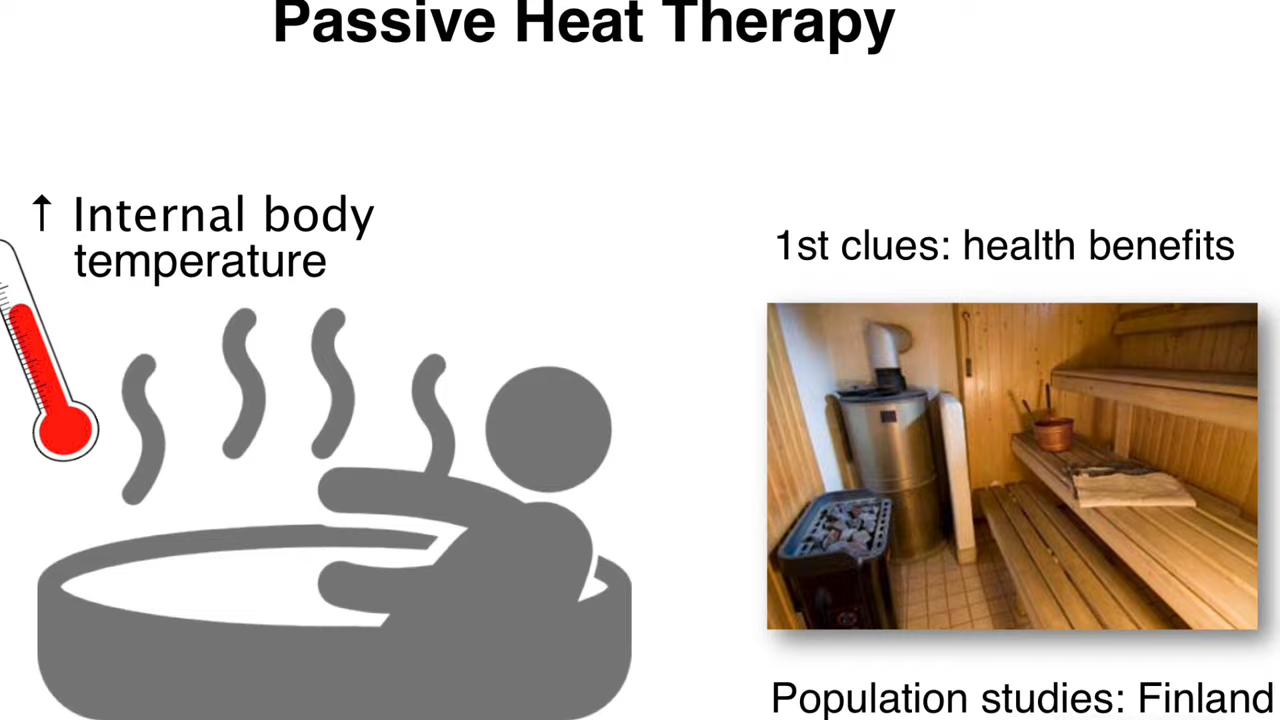 Passive Heat Therapy
↑ Internal body
temperature
1st clues: health benefits
Population studies: Finland